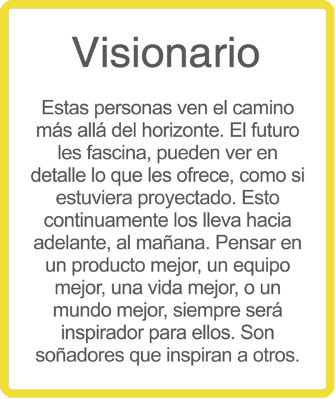 Visionario
Estas personas ven el camino
más allá del horizonte. El futuro
les fascina, pueden ver en
detalle lo que les ofrece, como si
estuviera proyectado. Esto
continuamente los lleva hacia
adelante, al mañana. Pensar en
un producto mejor, un equipo
mejor, una vida mejor, o un
mundo mejor, siempre será
inspirador para ellos. Son
soñadores que inspiran a otros.